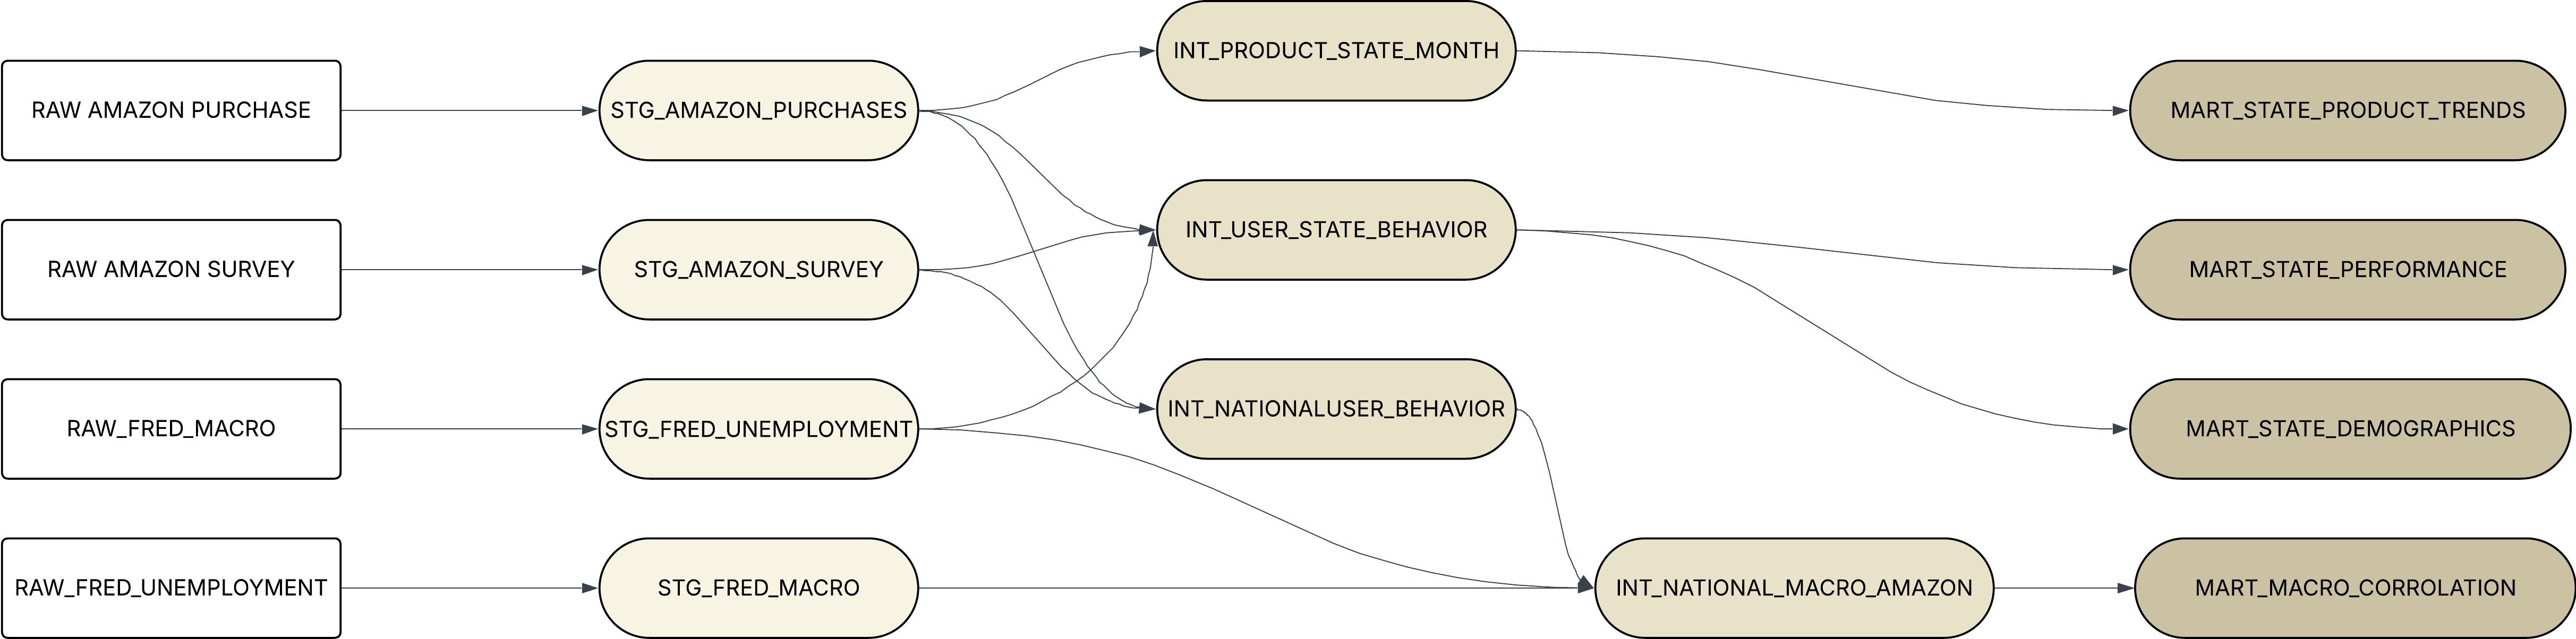 RAW AMAZON PURCHASE
RAW AMAZON SURVEY
RAW_FRED_MACRO
RAW_FRED_UNEMPLOYMENT
STG_AMAZON_PURCHASES
STG_AMAZON_SURVEY
STG_FRED_UNEMPLOYMENT
STG_FRED_MACRO
INT_PRODUCT_STATE_MONTH
INT_USER_STATE_BEHAVIOR
INT_NATIONALUSER_BEHAVIOR
INT_NATIONAL_MACRO_AMAZON
MART_STATE_PRODUCT_TRENDS
MART_STATE_PERFORMANCE
MART_STATE_DEMOGRAPHICS
MART_MACRO_CORROLATION